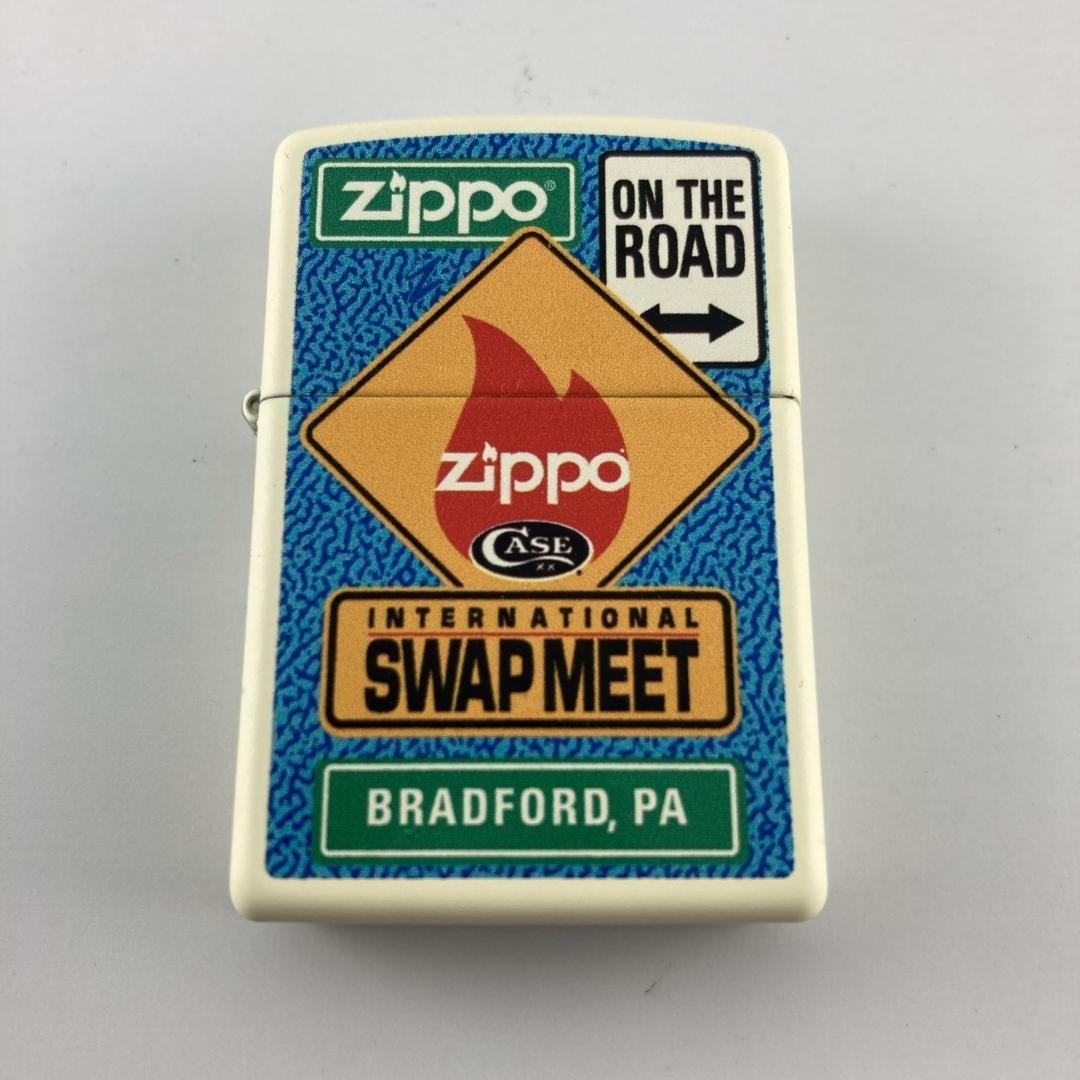 zippo®
ON THE
ROAD
zippo
CASE
XX
INTERNATIONAL
SWAP MEET
BRADFORD, PA